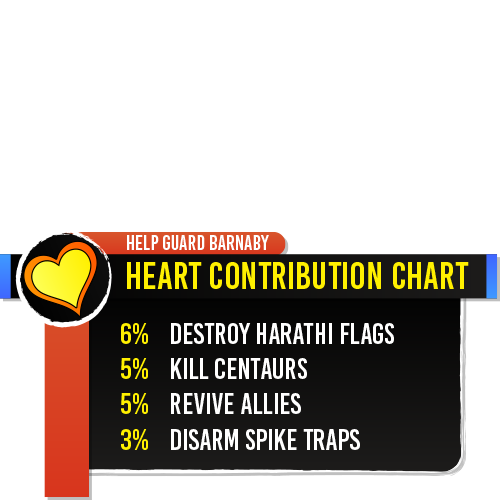 HELP GUARD BARNABY
HEART CONTRIBUTION CHART
6% DESTROY HARATHI FLAGS
5% KILL CENTAURS
5% REVIVE ALLIES
3% DISARM SPIKE TRAPS